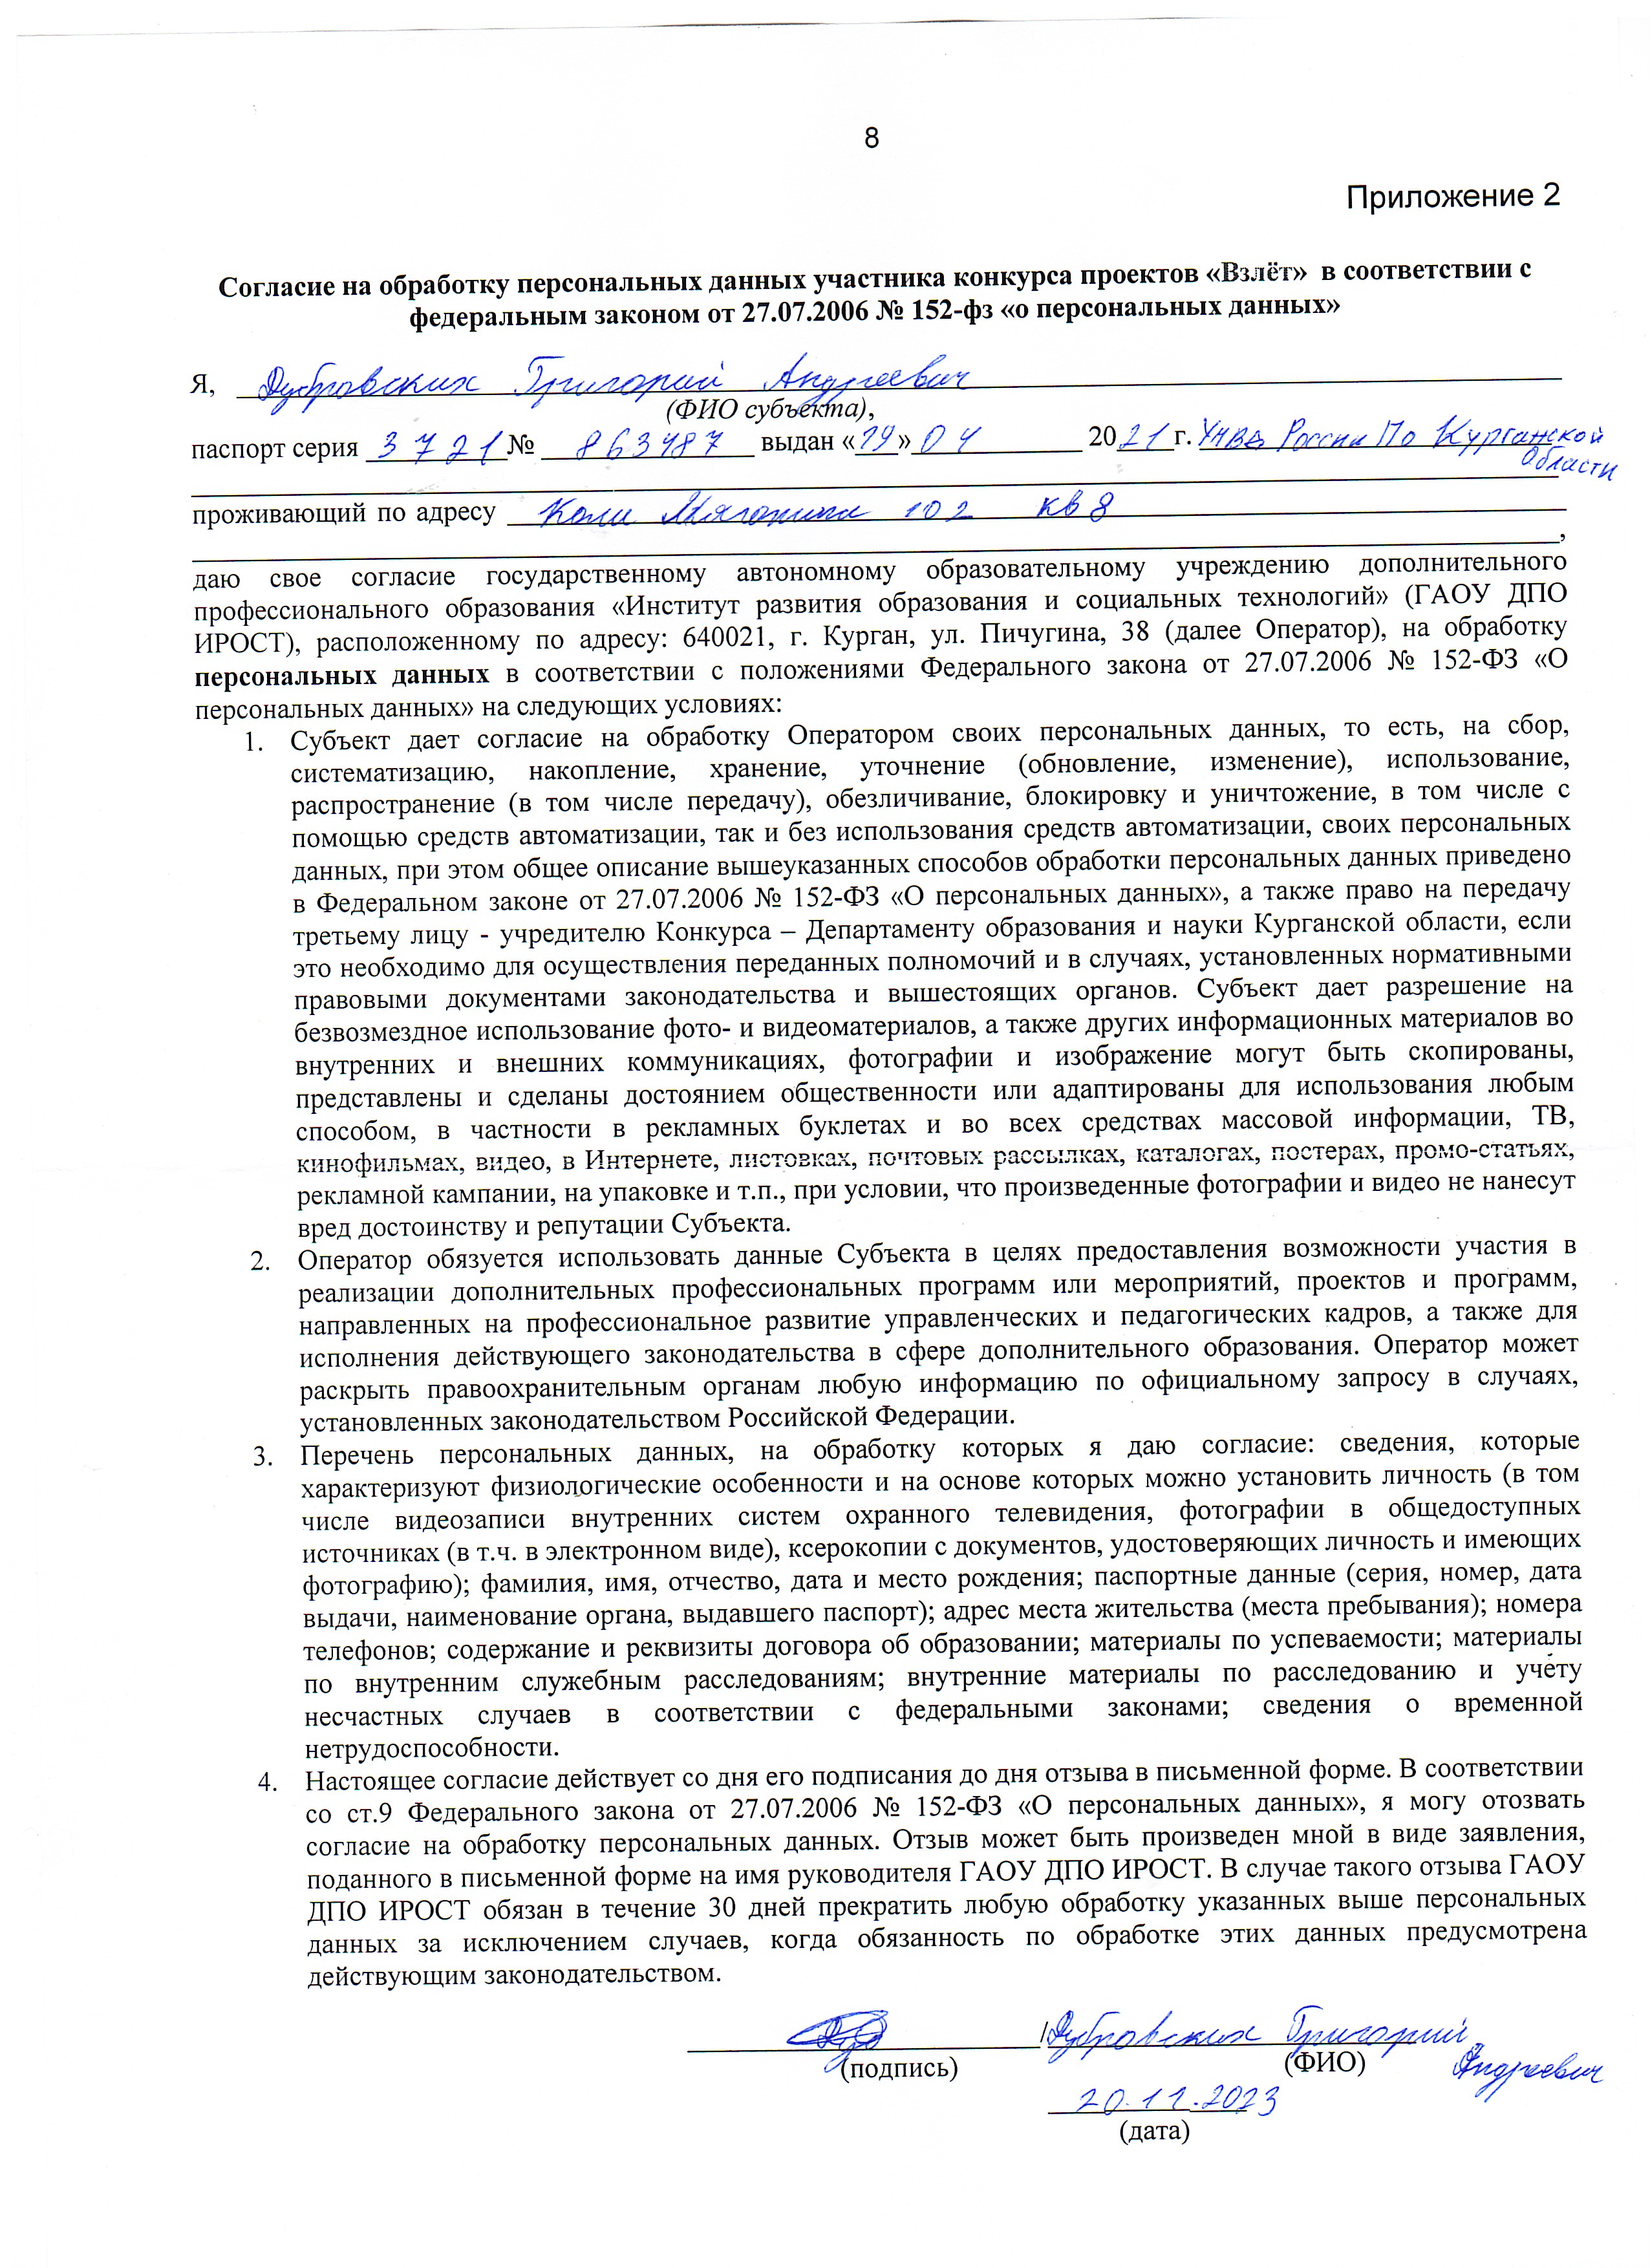 8
Приложение 2
Согласие на обработку персональных данных участника конкурса проектов «Взлёт» в соответствии с
федеральным законом от 27.07.2006 № 152-фз «о персональных данных»
Я, Дубровских Григорий Андреевич
(ФИО субъекта),
паспорт серия 3721 № 863487 выдан «19» 04 2021 г. УМВД России По Курганской
Области
проживающий по адресу Коли Мяготина 102 кв 8
,
даю свое согласие государственному автономному образовательному учреждению дополнительного
профессионального образования «Институт развития образования и социальных технологий» (ГАОУ ДПО
ИРОСТ), расположенному по адресу: 640021, г. Курган, ул. Пичугина, 38 (далее Оператор), на обработку
персональных данных в соответствии с положениями Федерального закона от 27.07.2006 № 152-ФЗ «О
персональных данных» на следующих условиях:
1. Субъект дает согласие на обработку Оператором своих персональных данных, то есть, на сбор,
систематизацию, накопление, хранение, уточнение (обновление, изменение), использование,
распространение (в том числе передачу), обезличивание, блокировку и уничтожение, в том числе с
помощью средств автоматизации, так и без использования средств автоматизации, своих персональных
данных, при этом общее описание вышеуказанных способов обработки персональных данных приведено
в Федеральном законе от 27.07.2006 № 152-ФЗ «О персональных данных», а также право на передачу
третьему лицу - учредителю Конкурса – Департаменту образования и науки Курганской области, если
это необходимо для осуществления переданных полномочий и в случаях, установленных нормативными
правовыми документами законодательства и вышестоящих органов. Субъект дает разрешение на
безвозмездное использование фото- и видеоматериалов, а также других информационных материалов во
внутренних и внешних коммуникациях, фотографии и изображение могут быть скопированы,
представлены и сделаны достоянием общественности или адаптированы для использования любым
способом, в частности в рекламных буклетах и во всех средствах массовой информации, ТВ,
кинофильмах, видео, в Интернете, листовках, почтовых рассылках, каталогах, постерах, промо-статьях,
рекламной кампании, на упаковке и т.п., при условии, что произведенные фотографии и видео не нанесут
вред достоинству и репутации Субъекта.
2. Оператор обязуется использовать данные Субъекта в целях предоставления возможности участия в
реализации дополнительных профессиональных программ или мероприятий, проектов и программ,
направленных на профессиональное развитие управленческих и педагогических кадров, а также для
исполнения действующего законодательства в сфере дополнительного образования. Оператор может
раскрыть правоохранительным органам любую информацию по официальному запросу в случаях,
установленных законодательством Российской Федерации.
3. Перечень персональных данных, на обработку которых я даю согласие: сведения, которые
характеризуют физиологические особенности и на основе которых можно установить личность (в том
числе видеозаписи внутренних систем охранного телевидения, фотографии в общедоступных
источниках (в т.ч. в электронном виде), ксерокопии с документов, удостоверяющих личность и имеющих
фотографию); фамилия, имя, отчество, дата и место рождения; паспортные данные (серия, номер, дата
выдачи, наименование органа, выдавшего паспорт); адрес места жительства (места пребывания); номера
телефонов; содержание и реквизиты договора об образовании; материалы по успеваемости; материалы
по внутренним служебным расследованиям; внутренние материалы по расследованию и учёту
несчастных случаев в соответствии с федеральными законами; сведения о временной
нетрудоспособности.
4. Настоящее согласие действует со дня его подписания до дня отзыва в письменной форме. В соответствии
со ст.9 Федерального закона от 27.07.2006 № 152-ФЗ «О персональных данных», я могу отозвать
согласие на обработку персональных данных. Отзыв может быть произведен мной в виде заявления,
поданного в письменной форме на имя руководителя ГАОУ ДПО ИРОСТ. В случае такого отзыва ГАОУ
ДПО ИРОСТ обязан в течение 30 дней прекратить любую обработку указанных выше персональных
данных за исключением случаев, когда обязанность по обработке этих данных предусмотрена
действующим законодательством.
/Дубровских Григорий
(подпись) (ФИО) Андреевич
20.12.2023
(дата)